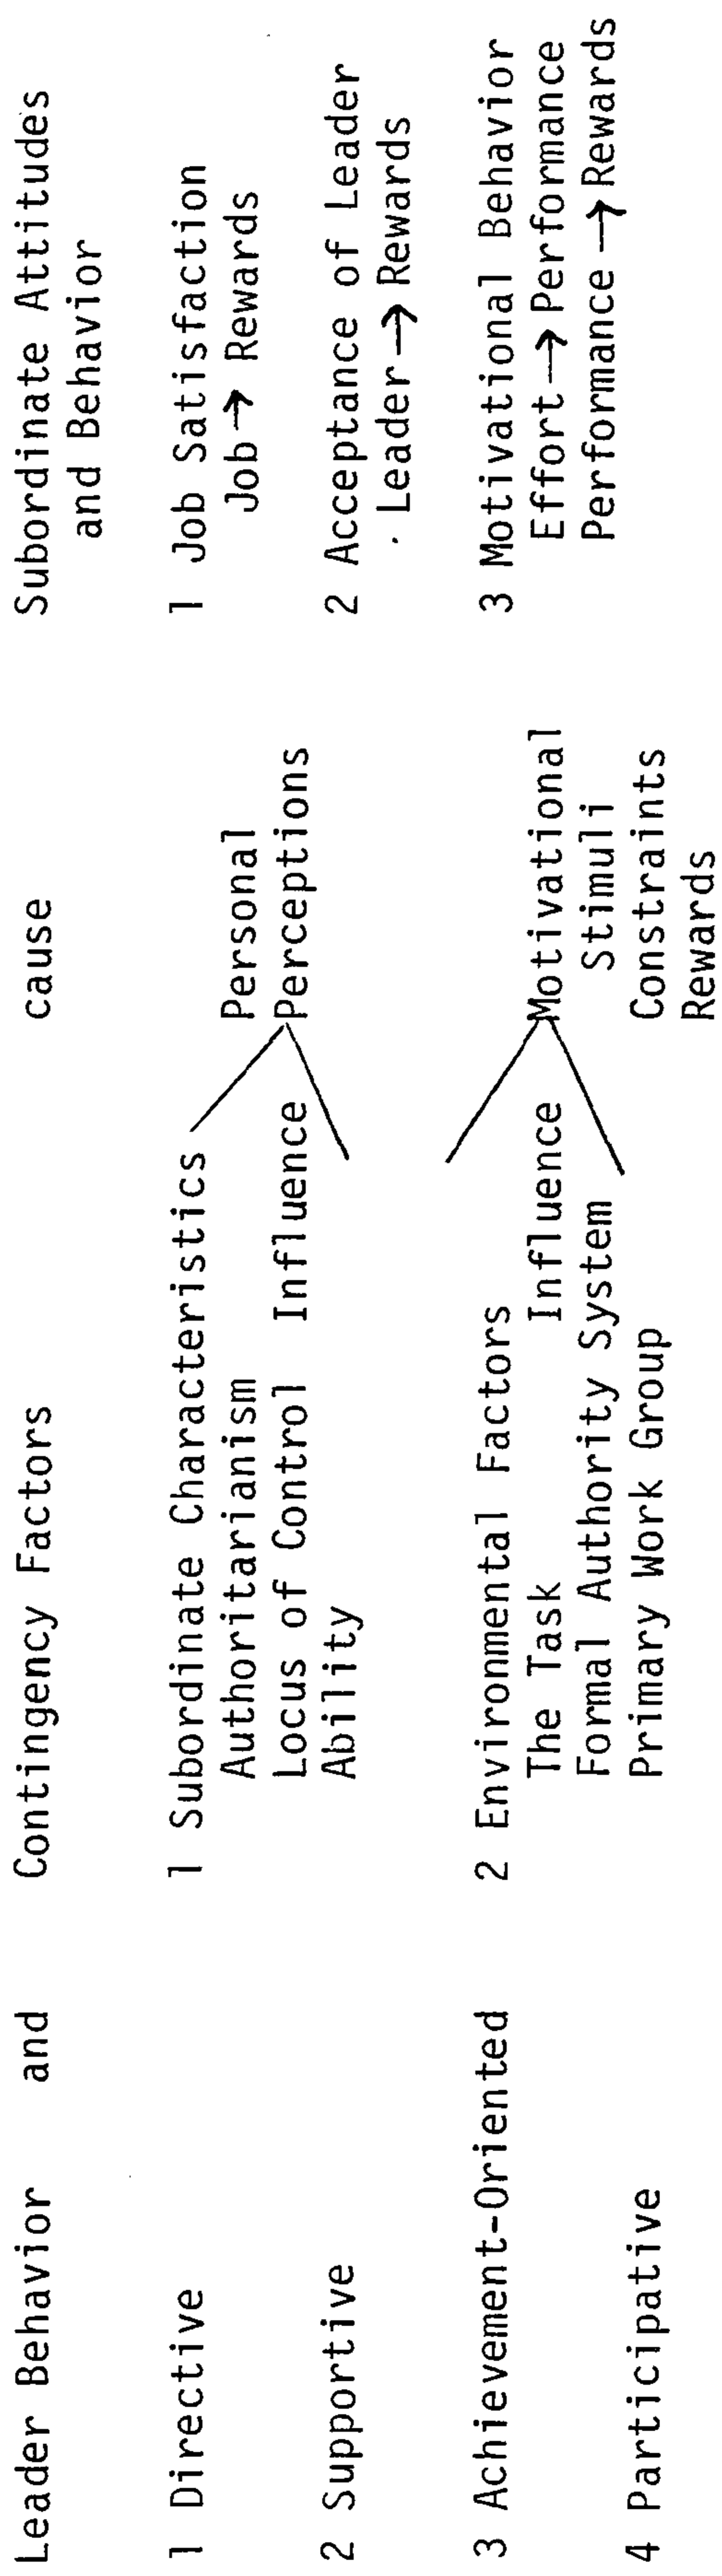 Leader Behavior and Contingency Factors cause Subordinate Attitudes
and Behavior
1 Directive
2 Supportive
3 Achievement-Oriented
4 Participative
1 Subordinate Characteristics
Authoritarianism
Locus of Control Influence
Ability
Personal
Perceptions
2 Environmental Factors
The Task Influence
Formal Authority System
Primary Work Group
Motivational
Stimuli
Constraints
Rewards
1 Job Satisfaction
Job → Rewards
2 Acceptance of Leader
Leader → Rewards
3 Motivational Behavior
Effort → Performance
Performance → Rewards